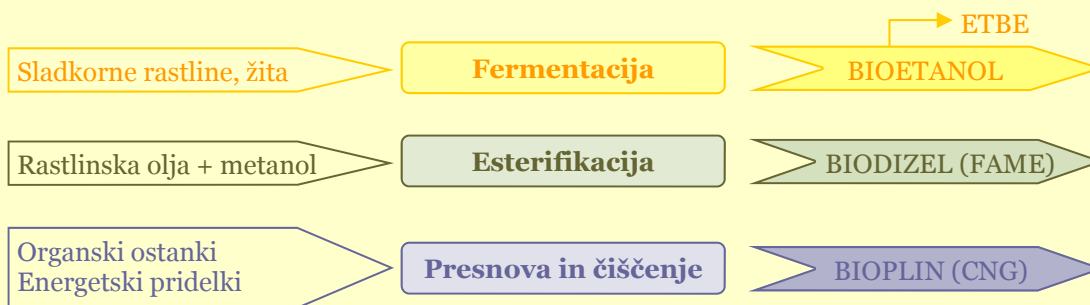 ETBE
Sladkorne rastline, žita
Fermentacija
BIOETANOL
Rastlinska olja + metanol
Esterifikacija
BIODIZEL (FAME)
Organski ostanki
Energetski pridelki
Presnova in čiščenje
BIOPLIN (CNG)